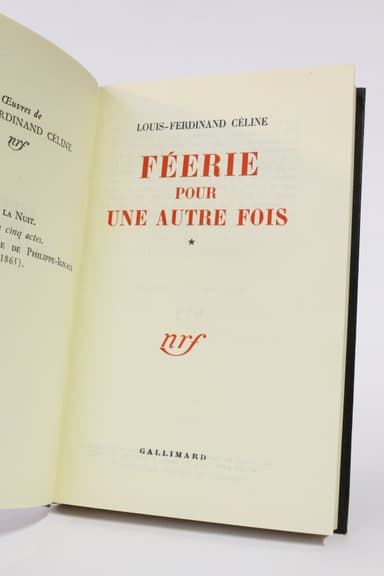 Œuvres de
FERDINAND CÉLINE
nrf
LA NUIT.
cinq actes.
DE PHILIPPE-IGNACE
1865).
LOUIS-FERDINAND CÉLINE
FÉERIE
POUR
UNE AUTRE FOIS
*
nrf
GALLIMARD